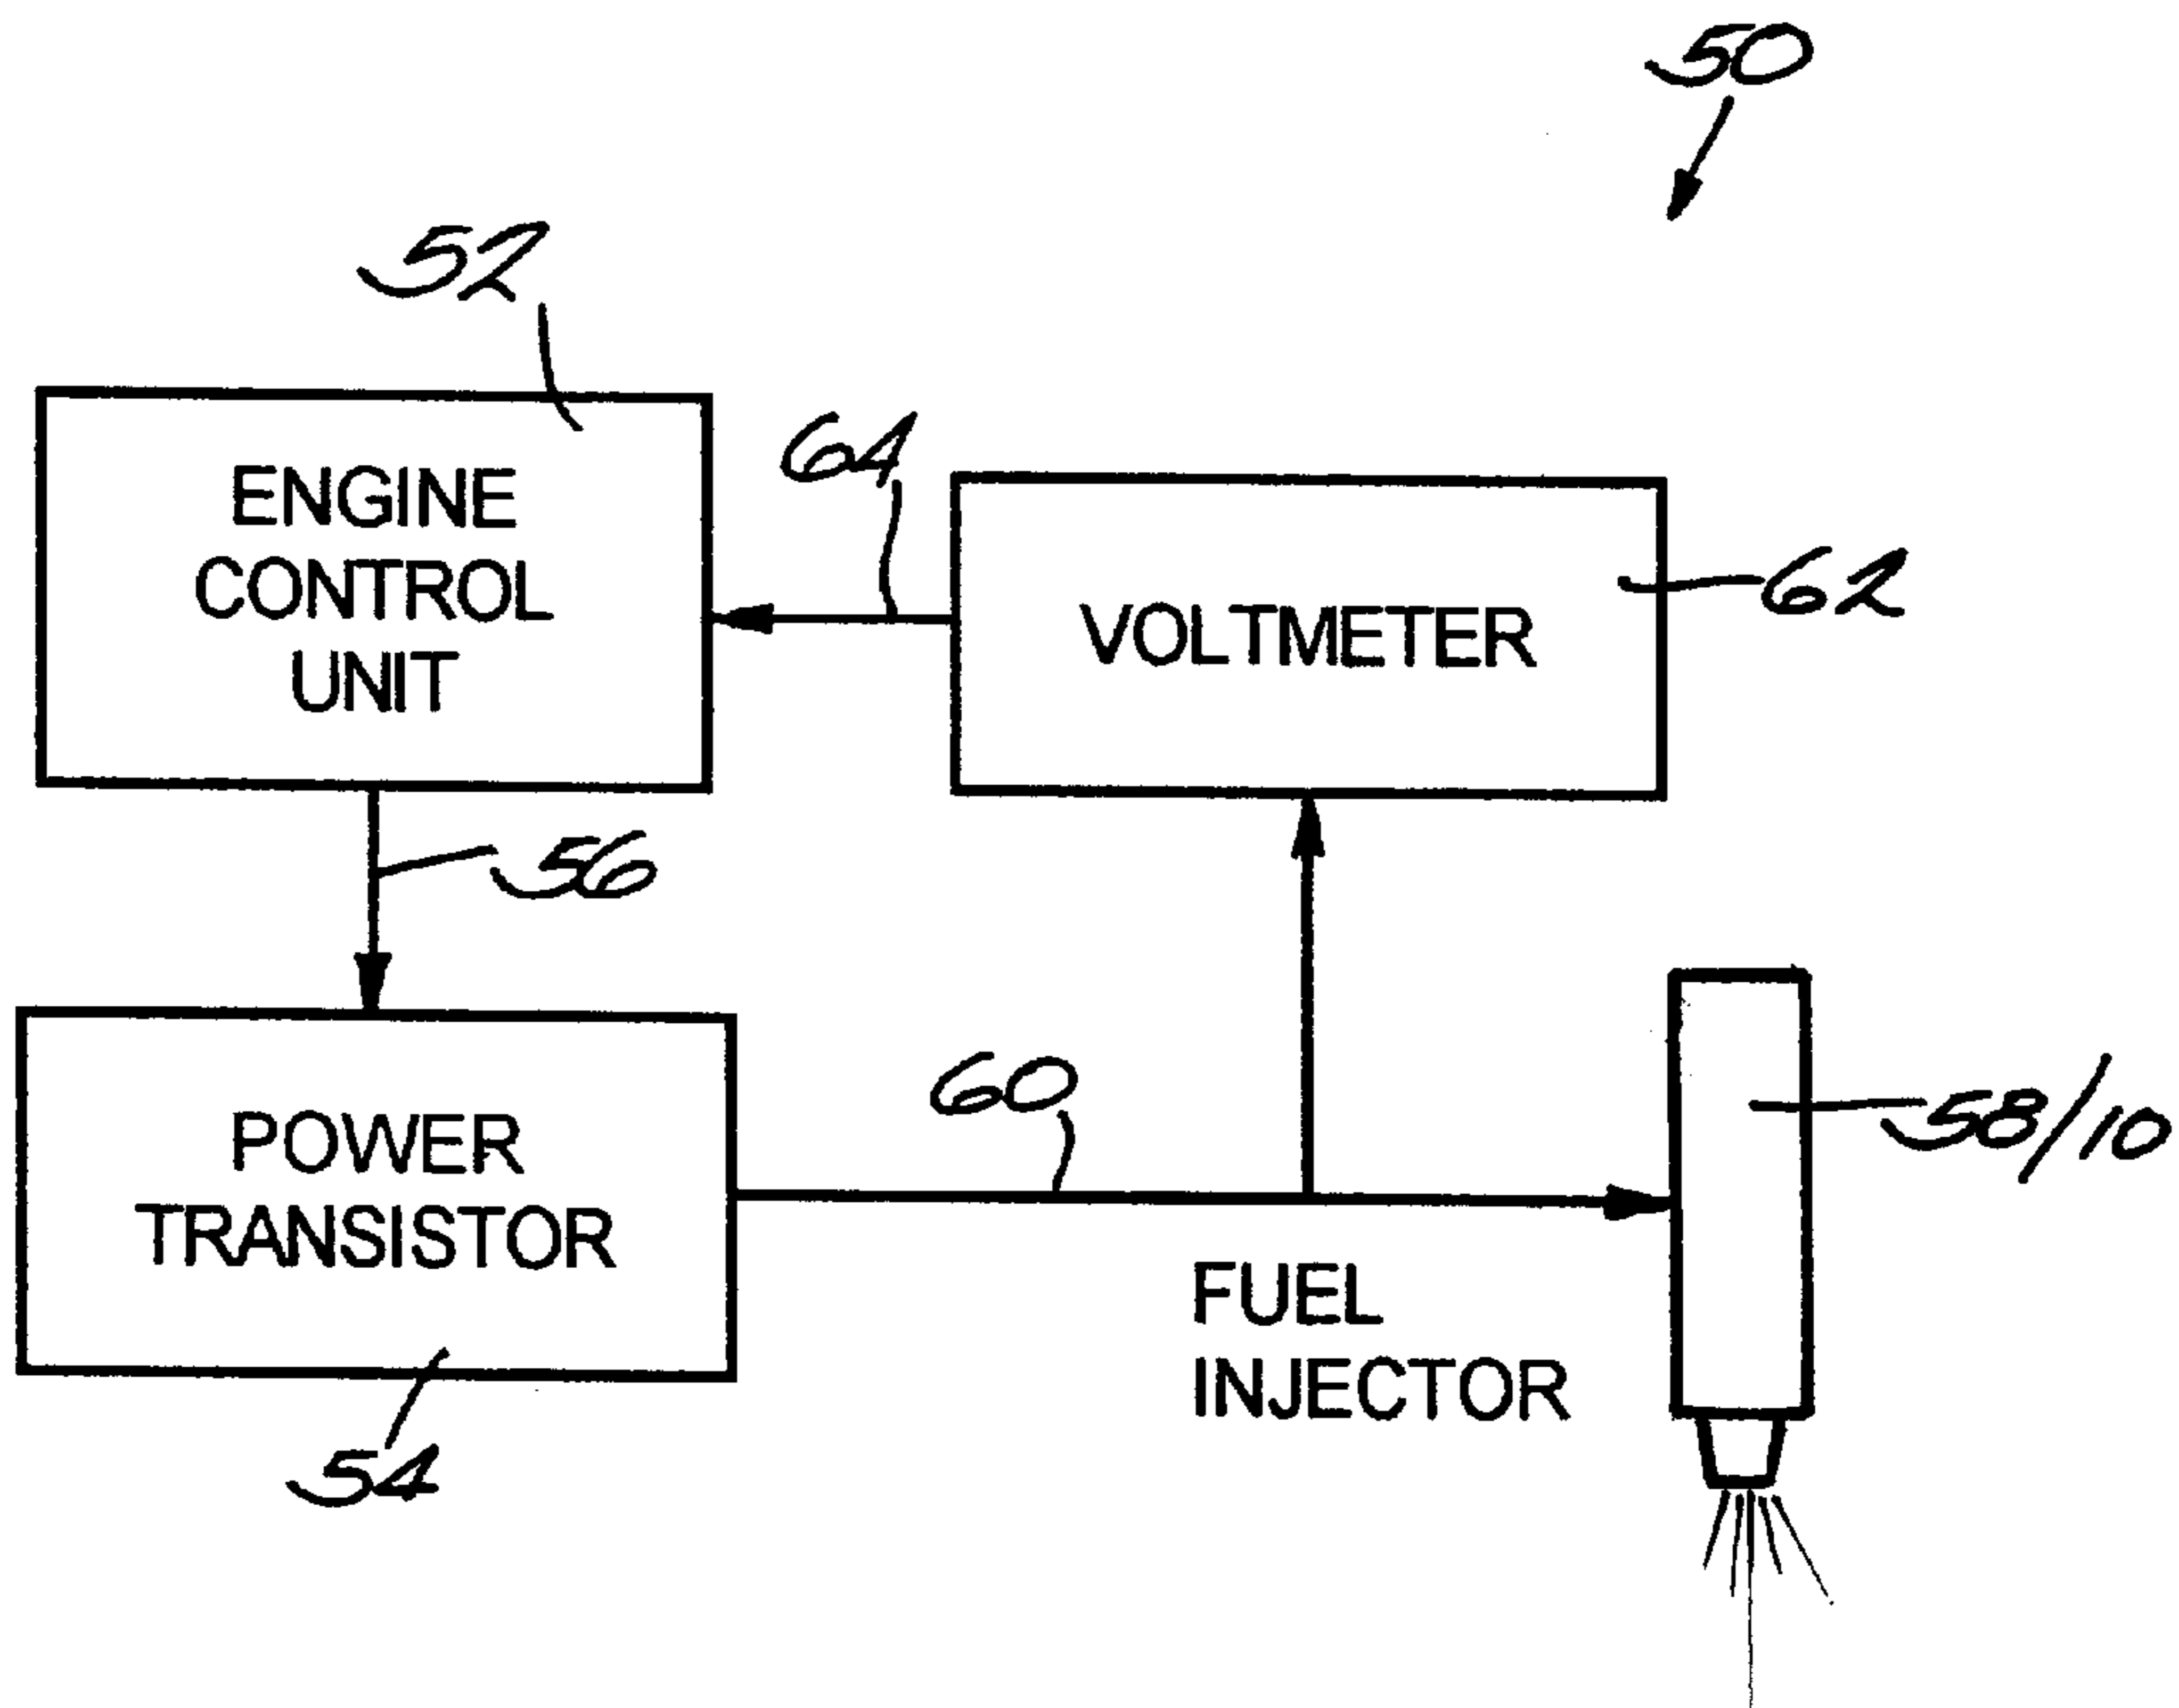 50
52
ENGINE
CONTROL
UNIT
64
VOLTMETER
62
56
POWER
TRANSISTOR
54
60
58/10
FUEL
INJECTOR